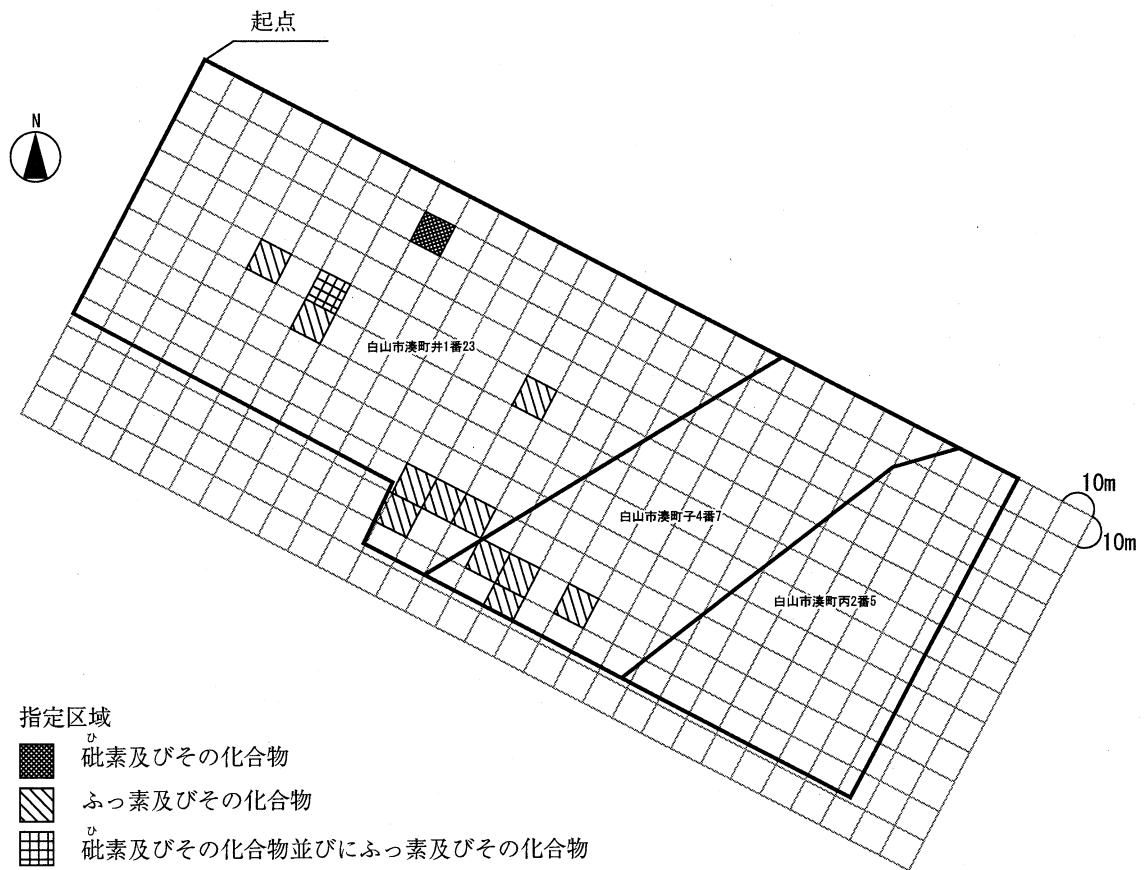 起点
N
白山市湊町井1番23
白山市湊町子4番7
白山市湊町丙2番5
10m
10m
指定区域
ひ
砒素及びその化合物
ふっ素及びその化合物
ひ
砒素及びその化合物並びにふっ素及びその化合物